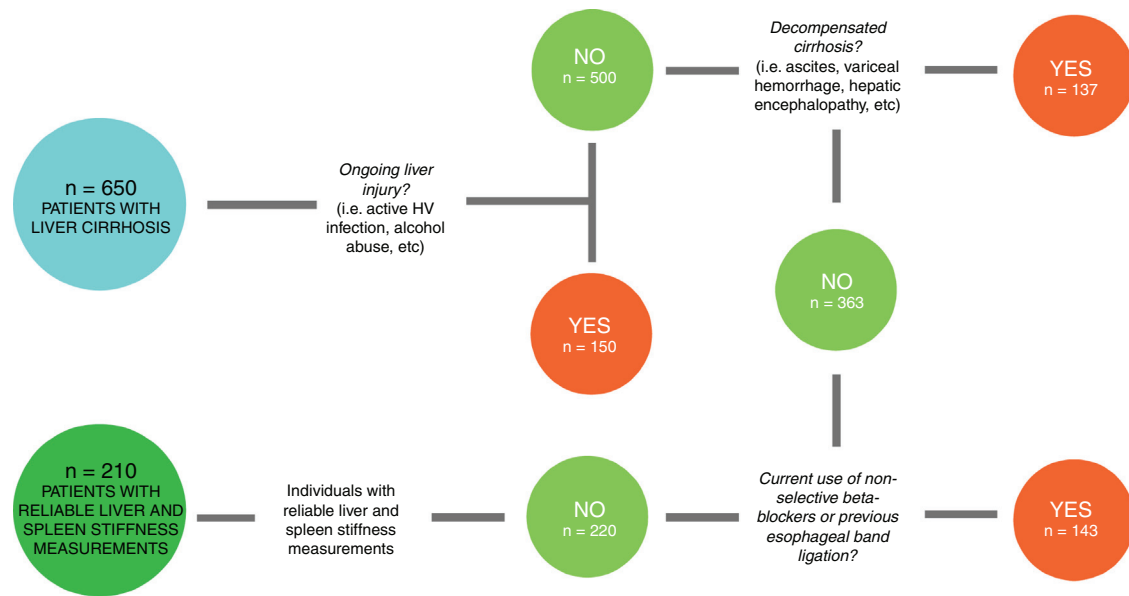 n = 650
PATIENTS WITH
LIVER CIRRHOSIS
Ongoing liver
injury?
(i.e. active HV
infection, alcohol
abuse, etc)
NO
n = 500
YES
n = 150
Decompensated
cirrhosis?
(i.e. ascites, variceal
hemorrhage, hepatic
encephalopathy, etc)
YES
n = 137
NO
n = 363
Current use of non-
selective beta-
blockers or previous
esophageal band
ligation?
YES
n = 143
NO
n = 220
Individuals with
reliable liver and
spleen stiffness
measurements
n = 210
PATIENTS WITH
RELIABLE LIVER AND
SPLEEN STIFFNESS
MEASUREMENTS